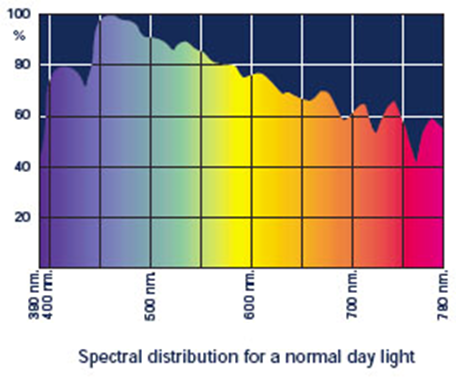 100
%
80
60
40
20
380 nm.
400 nm.
500 nm.
600 nm.
700 nm.
780 nm.
Spectral distribution for a normal day light